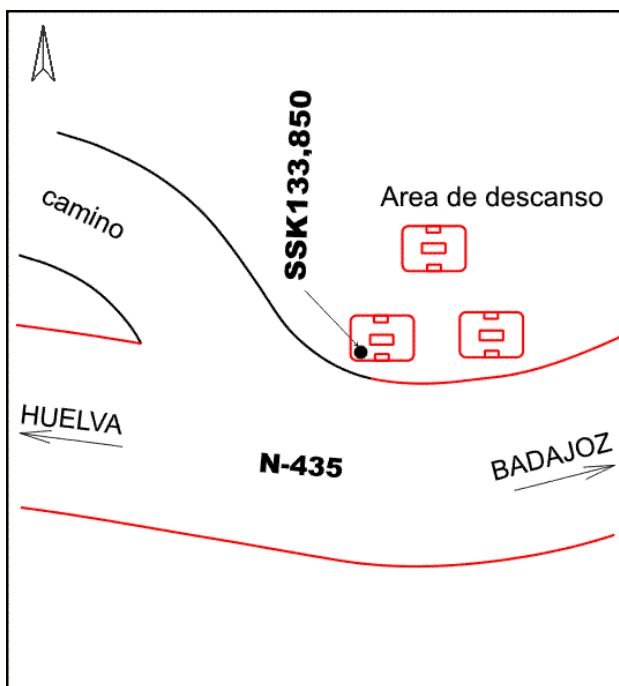 SSK133,850
camino
Area de descanso
HUELVA
N-435
BADAJOZ